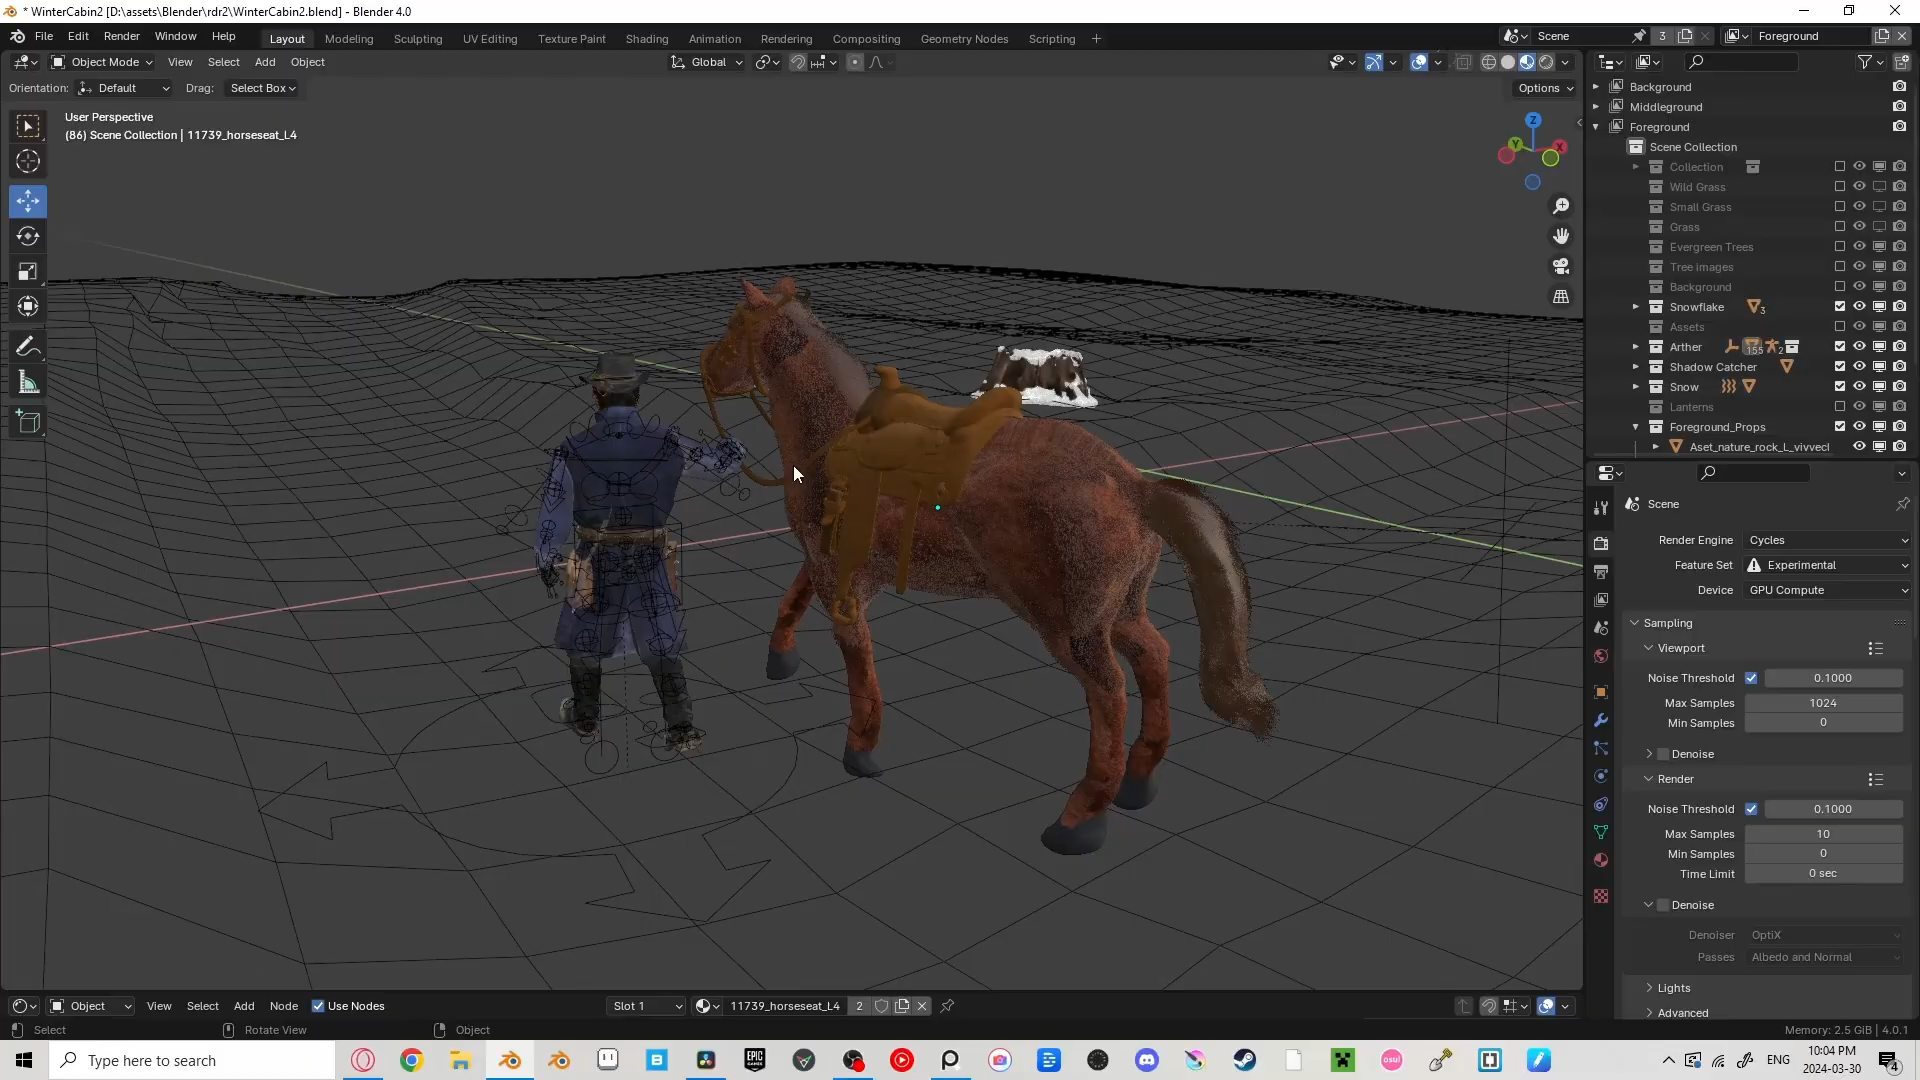 * WinterCabin2 [D:\assets\Blender\rdr2\WinterCabin2.blend] - Blender 4.0
File Edit Render Window Help Layout Modeling Sculpting UV Editing Texture Paint Shading Animation Rendering Compositing Geometry Nodes Scripting Scene 3 Foreground
Object Mode View Select Add Object Global
Orientation: Default Drag: Select Box Options
User Perspective
(86) Scene Collection | 11739_horseseat_L4
Z
Y
X
Background
Middleground
Foreground
Scene Collection
Collection
Wild Grass
Small Grass
Grass
Evergreen Trees
Tree images
Background
Snowflake 3
Assets
Arther 155 2
Shadow Catcher
Snow
Lanterns
Foreground_Props
Aset_nature_rock_L_vivvecl
Scene
Render Engine Cycles
Feature Set Experimental
Device GPU Compute
Sampling
Viewport
Noise Threshold 0.1000
Max Samples 1024
Min Samples 0
Denoise
Render
Noise Threshold 0.1000
Max Samples 10
Min Samples 0
Time Limit 0 sec
Denoise
Denoiser OptiX
Passes Albedo and Normal
Lights
Advanced
Object View Select Add Node Use Nodes Slot 1 11739_horseseat_L4 2
Select Rotate View Object Memory: 2.5 GiB | 4.0.1
Type here to search
EPIC GAMES
osu!
ENG
10:04 PM
2024-03-30
4